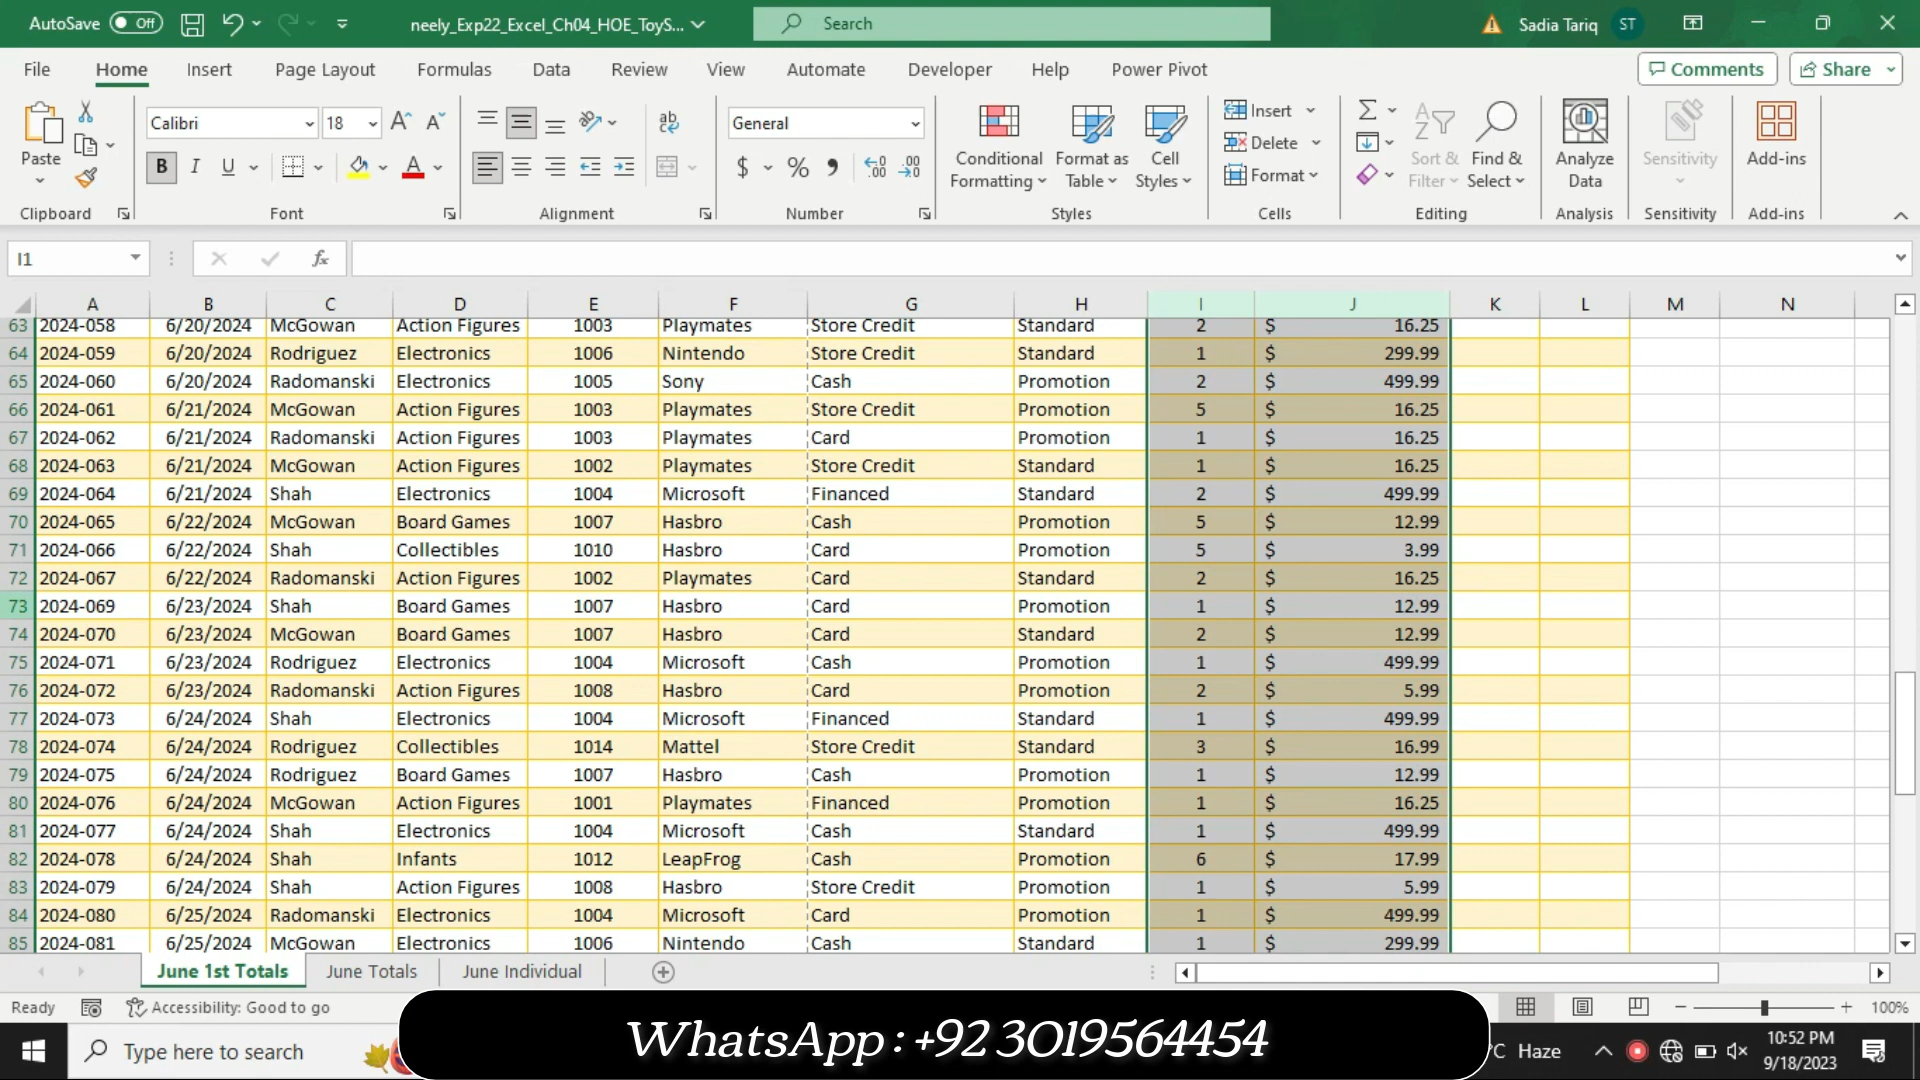 AutoSave Off neely_Exp22_Excel_Ch04_HOE_ToyS... Search Sadia Tariq ST
File Home Insert Page Layout Formulas Data Review View Automate Developer Help Power Pivot Comments Share
Paste Calibri 18 General Conditional Formatting Format as Table Cell Styles Insert Delete Format Sort & Filter Find & Select Analyze Data Sensitivity Add-ins
Clipboard Font Alignment Number Styles Cells Editing Analysis Sensitivity Add-ins
I1 fx
A B C D E F G H I J K L M N
63 2024-058 6/20/2024 McGowan Action Figures 1003 Playmates Store Credit Standard 2 $ 16.25
64 2024-059 6/20/2024 Rodriguez Electronics 1006 Nintendo Store Credit Standard 1 $ 299.99
65 2024-060 6/20/2024 Radomanski Electronics 1005 Sony Cash Promotion 2 $ 499.99
66 2024-061 6/21/2024 McGowan Action Figures 1003 Playmates Store Credit Promotion 5 $ 16.25
67 2024-062 6/21/2024 Radomanski Action Figures 1003 Playmates Card Promotion 1 $ 16.25
68 2024-063 6/21/2024 McGowan Action Figures 1002 Playmates Store Credit Standard 1 $ 16.25
69 2024-064 6/21/2024 Shah Electronics 1004 Microsoft Financed Standard 2 $ 499.99
70 2024-065 6/22/2024 McGowan Board Games 1007 Hasbro Cash Promotion 5 $ 12.99
71 2024-066 6/22/2024 Shah Collectibles 1010 Hasbro Card Promotion 5 $ 3.99
72 2024-067 6/22/2024 Radomanski Action Figures 1002 Playmates Card Standard 2 $ 16.25
73 2024-069 6/23/2024 Shah Board Games 1007 Hasbro Card Promotion 1 $ 12.99
74 2024-070 6/23/2024 McGowan Board Games 1007 Hasbro Card Standard 2 $ 12.99
75 2024-071 6/23/2024 Rodriguez Electronics 1004 Microsoft Cash Promotion 1 $ 499.99
76 2024-072 6/23/2024 Radomanski Action Figures 1008 Hasbro Card Promotion 2 $ 5.99
77 2024-073 6/24/2024 Shah Electronics 1004 Microsoft Financed Standard 1 $ 499.99
78 2024-074 6/24/2024 Rodriguez Collectibles 1014 Mattel Store Credit Standard 3 $ 16.99
79 2024-075 6/24/2024 Rodriguez Board Games 1007 Hasbro Cash Promotion 1 $ 12.99
80 2024-076 6/24/2024 McGowan Action Figures 1001 Playmates Financed Promotion 1 $ 16.25
81 2024-077 6/24/2024 Shah Electronics 1004 Microsoft Cash Standard 1 $ 499.99
82 2024-078 6/24/2024 Shah Infants 1012 LeapFrog Cash Promotion 6 $ 17.99
83 2024-079 6/24/2024 Shah Action Figures 1008 Hasbro Store Credit Promotion 1 $ 5.99
84 2024-080 6/25/2024 Radomanski Electronics 1004 Microsoft Card Promotion 1 $ 499.99
85 2024-081 6/25/2024 McGowan Electronics 1006 Nintendo Cash Standard 1 $ 299.99
June 1st Totals June Totals June Individual
Ready Accessibility: Good to go 100%
WhatsApp : +92 3019564454
Type here to search °C Haze 10:52 PM
9/18/2023